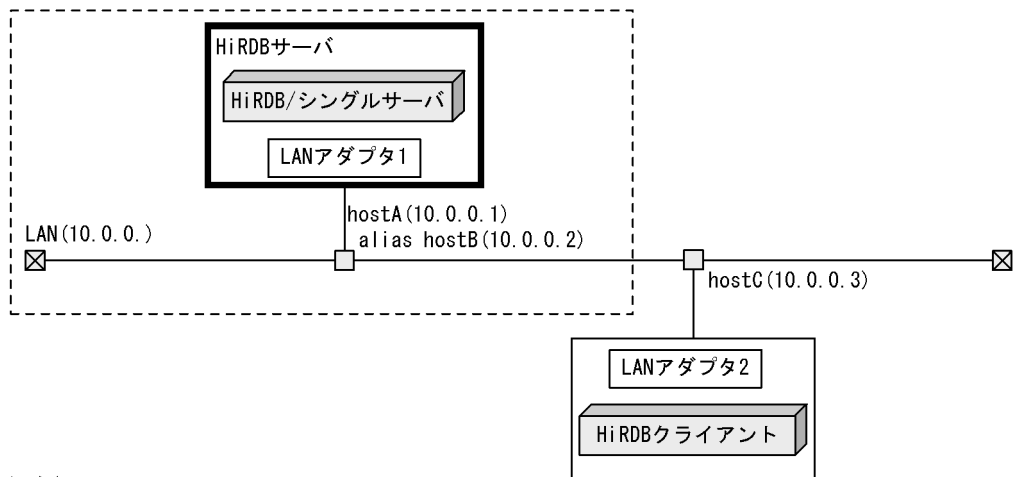 HiRDBサーバ
HiRDB/シングルサーバ
LANアダプタ1
hostA(10.0.0.1)
LAN(10.0.0.)
alias hostB(10.0.0.2)
hostC(10.0.0.3)
LANアダプタ2
HiRDBクライアント